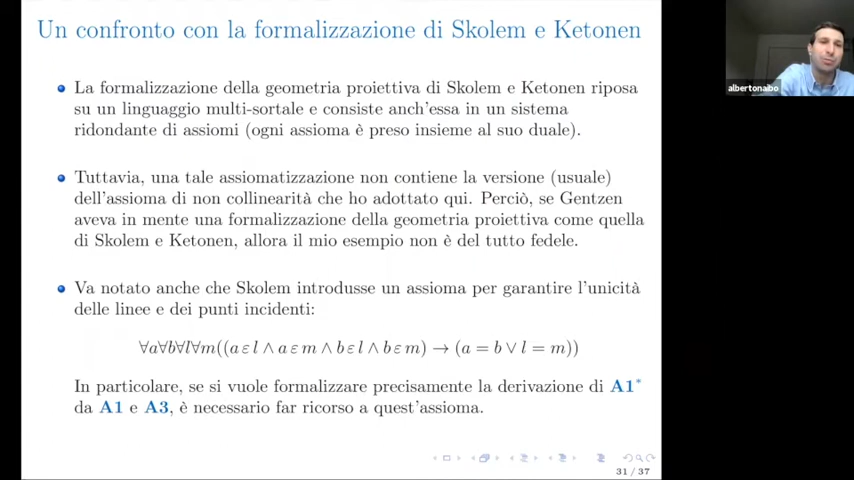 Un confronto con la formalizzazione di Skolem e Ketonen
albertonaibo
La formalizzazione della geometria proiettiva di Skolem e Ketonen riposa
su un linguaggio multi-sortale e consiste anch'essa in un sistema
ridondante di assiomi (ogni assioma è preso insieme al suo duale).
Tuttavia, una tale assiomatizzazione non contiene la versione (usuale)
dell'assioma di non collinearità che ho adottato qui. Perciò, se Gentzen
aveva in mente una formalizzazione della geometria proiettiva come quella
di Skolem e Ketonen, allora il mio esempio non è del tutto fedele.
Va notato anche che Skolem introdusse un assioma per garantire l'unicità
delle linee e dei punti incidenti:
∀a∀b∀l∀m((a ε l ∧ a ε m ∧ b ε l ∧ b ε m) → (a = b ∨ l = m))
In particolare, se si vuole formalizzare precisamente la derivazione di A1*
da A1 e A3, è necessario far ricorso a quest'assioma.
31 / 37